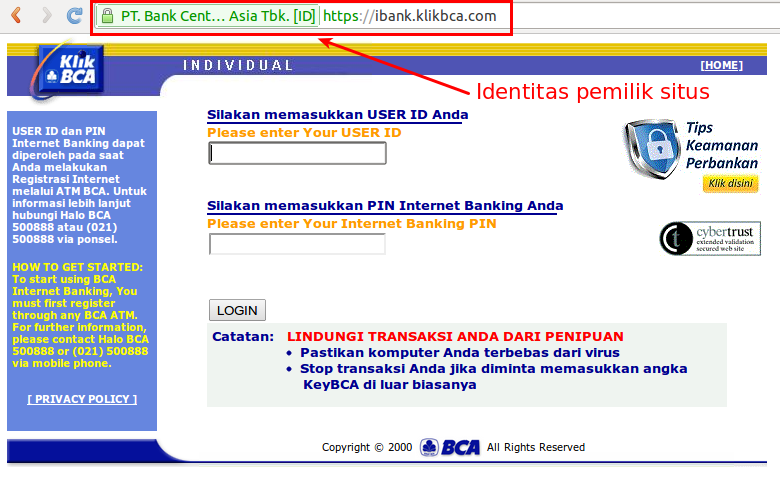 PT. Bank Cent... Asia Tbk. [ID] https://ibank.klikbca.com
Klik
BCA
INDIVIDUAL
[HOME]
Identitas pemilik situs
USER ID dan PIN
Internet Banking dapat
diperoleh pada saat
Anda melakukan
Registrasi Internet
melalui ATM BCA. Untuk
informasi lebih lanjut
hubungi Halo BCA
500888 atau (021)
500888 via ponsel.
HOW TO GET STARTED:
To start using BCA
Internet Banking, You
must first register
through any BCA ATM.
For further information,
please contact Halo BCA
500888 or (021) 500888
via mobile phone.
[ PRIVACY POLICY ]
Silakan memasukkan USER ID Anda
Please enter Your USER ID
Silakan memasukkan PIN Internet Banking Anda
Please enter Your Internet Banking PIN
LOGIN
Catatan: LINDUNGI TRANSAKSI ANDA DARI PENIPUAN
• Pastikan komputer Anda terbebas dari virus
• Stop transaksi Anda jika diminta memasukkan angka
KeyBCA di luar biasanya
Tips
Keamanan
Perbankan
Klik disini
cybertrust
extended validation
secured web site
Copyright © 2000 BCA All Rights Reserved